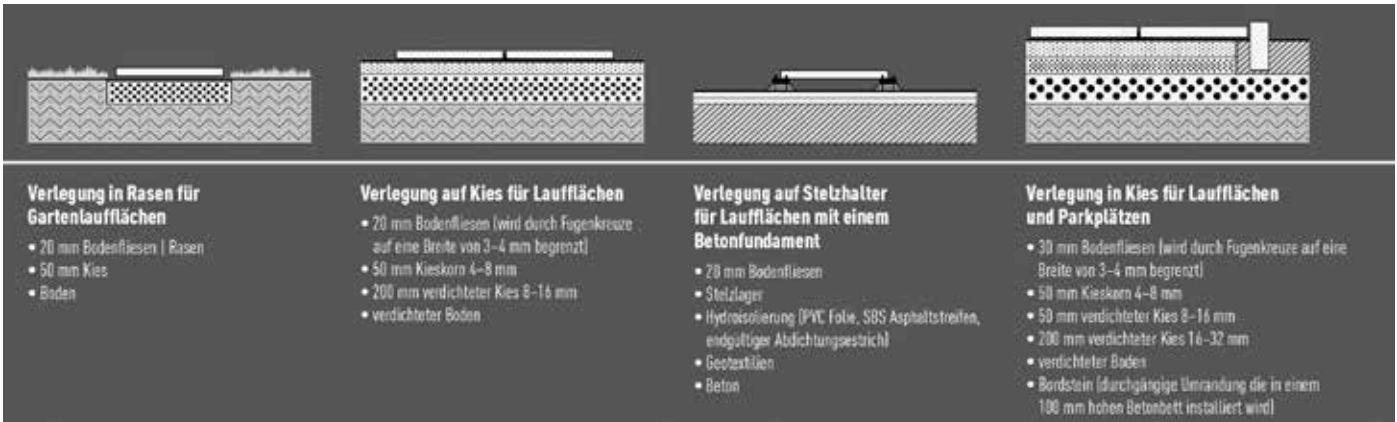 Verlegung in Rasen für
Gartenlaufflächen
• 20 mm Bodenfliesen | Rasen
• 50 mm Kies
• Boden
Verlegung auf Kies für Laufflächen
• 20 mm Bodenfliesen (wird durch Fugenkreuze
auf eine Breite von 3–4 mm begrenzt)
• 50 mm Kieskorn 4–8 mm
• 200 mm verdichteter Kies 8–16 mm
• verdichteter Boden
Verlegung auf Stelzhalter
für Laufflächen mit einem
Betonfundament
• 20 mm Bodenfliesen
• Stelzlager
• Hydroisolierung (PVC Folie, SBS Asphaltstreifen,
endgültiger Abdichtungsestrich)
• Geotextilien
• Beton
Verlegung in Kies für Laufflächen
und Parkplätzen
• 30 mm Bodenfliesen (wird durch Fugenkreuze auf eine
Breite von 3–4 mm begrenzt)
• 50 mm Kieskorn 4–8 mm
• 50 mm verdichteter Kies 8–16 mm
• 200 mm verdichteter Kies 16–32 mm
• verdichteter Boden
• Bordstein (durchgängige Umrandung die in einem
100 mm hohen Betonbett installiert wird)